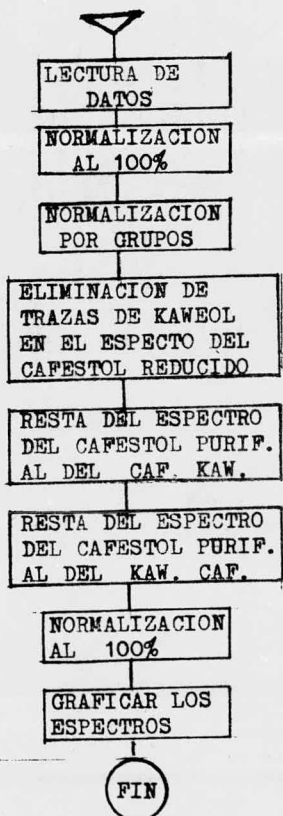 LECTURA DE
DATOS
NORMALIZACION
AL 100%
NORMALIZACION
POR GRUPOS
ELIMINACION DE
TRAZAS DE KAWEOL
EN EL ESPECTO DEL
CAFESTOL REDUCIDO
RESTA DEL ESPECTRO
DEL CAFESTOL PURIF.
AL DEL CAF. KAW.
RESTA DEL ESPECTRO
DEL CAFESTOL PURIF.
AL DEL KAW. CAF.
NORMALIZACION
AL 100%
GRAFICAR LOS
ESPECTROS
FIN